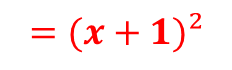 = (x + 1)²